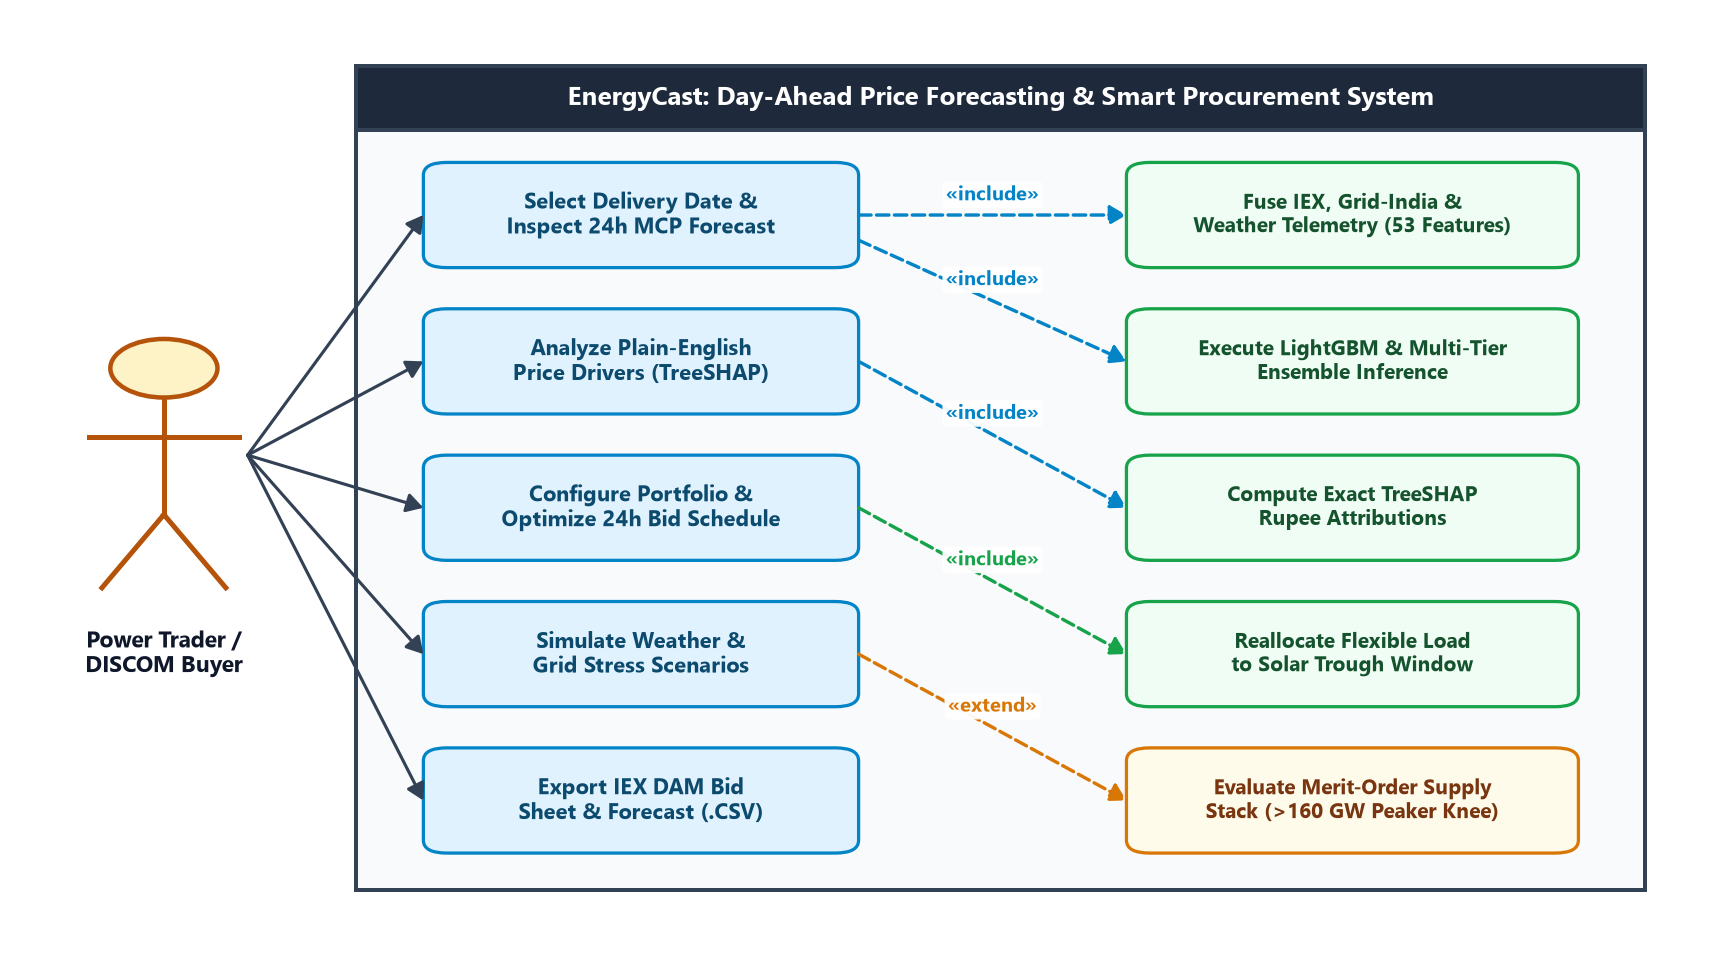 EnergyCast: Day-Ahead Price Forecasting & Smart Procurement System
Select Delivery Date &
Inspect 24h MCP Forecast
«include»
Fuse IEX, Grid-India &
Weather Telemetry (53 Features)
«include»
Analyze Plain-English
Price Drivers (TreeSHAP)
Execute LightGBM & Multi-Tier
Ensemble Inference
«include»
Configure Portfolio &
Optimize 24h Bid Schedule
Compute Exact TreeSHAP
Rupee Attributions
«include»
Power Trader /
DISCOM Buyer
Simulate Weather &
Grid Stress Scenarios
Reallocate Flexible Load
to Solar Trough Window
«extend»
Export IEX DAM Bid
Sheet & Forecast (.CSV)
Evaluate Merit-Order Supply
Stack (>160 GW Peaker Knee)